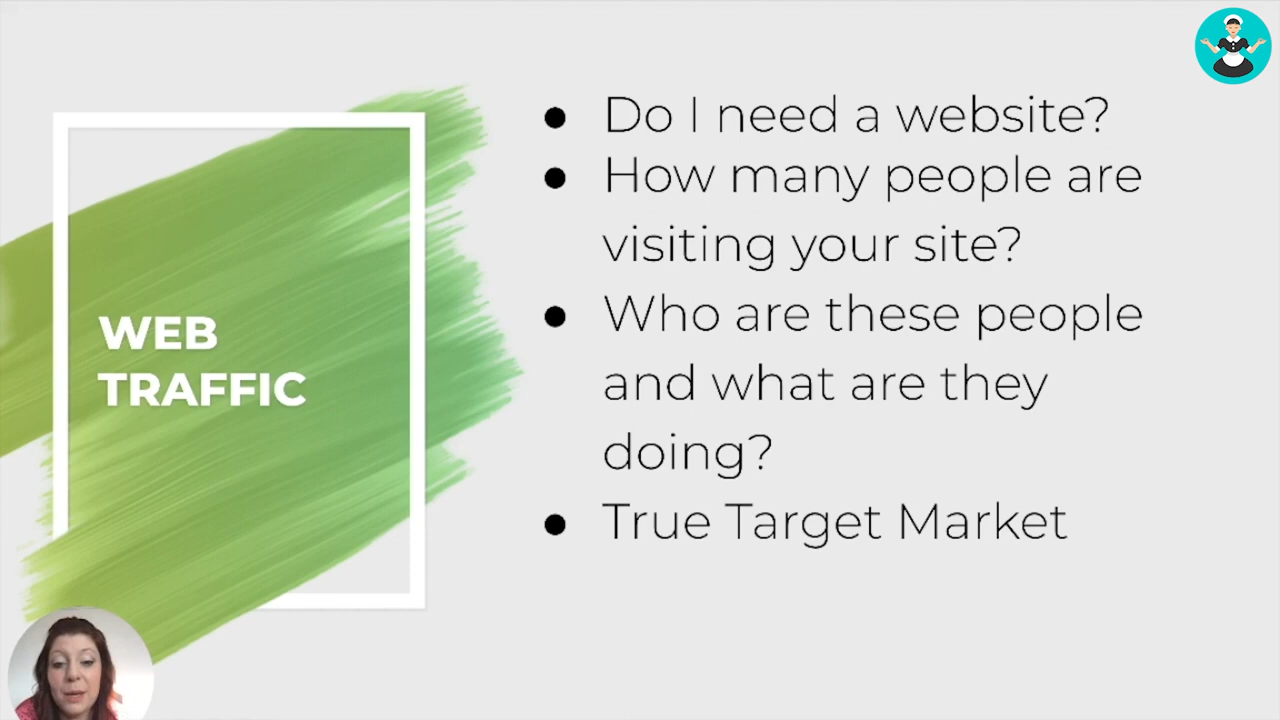 WEB
TRAFFIC
● Do I need a website?
● How many people are
visiting your site?
● Who are these people
and what are they
doing?
● True Target Market